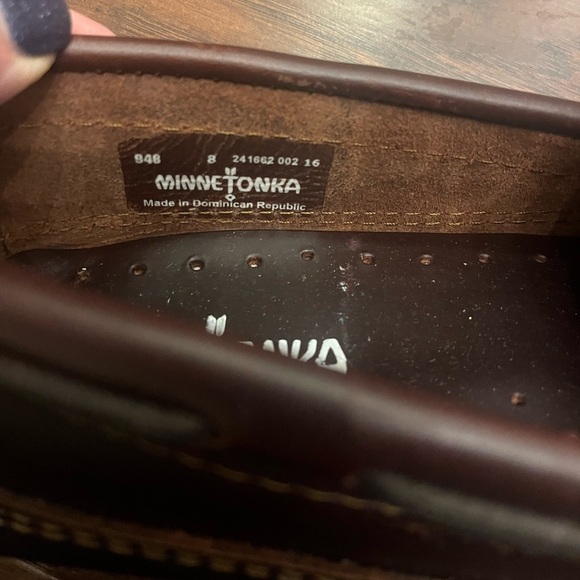 948 8 241662 002 16
MINNETONKA
Made in Dominican Republic